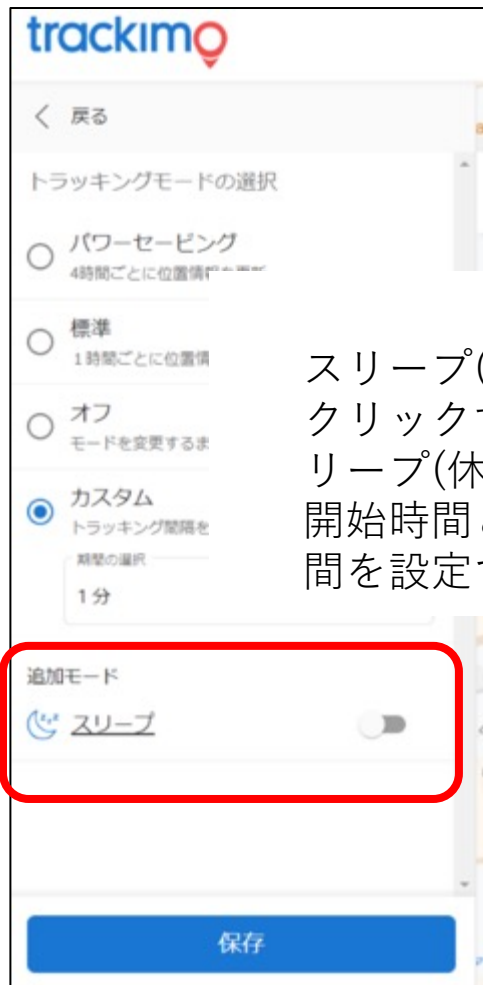 trackimo
戻る
トラッキングモードの選択
パワーセービング
4時間ごとに位置情報を更新
標準
1時間ごとに位置情
オフ
モードを変更するま
カスタム
トラッキング間隔を
期間の選択
1分
スリープ(
クリック
リープ(休
開始時間
間を設定
追加モード
スリープ
保存